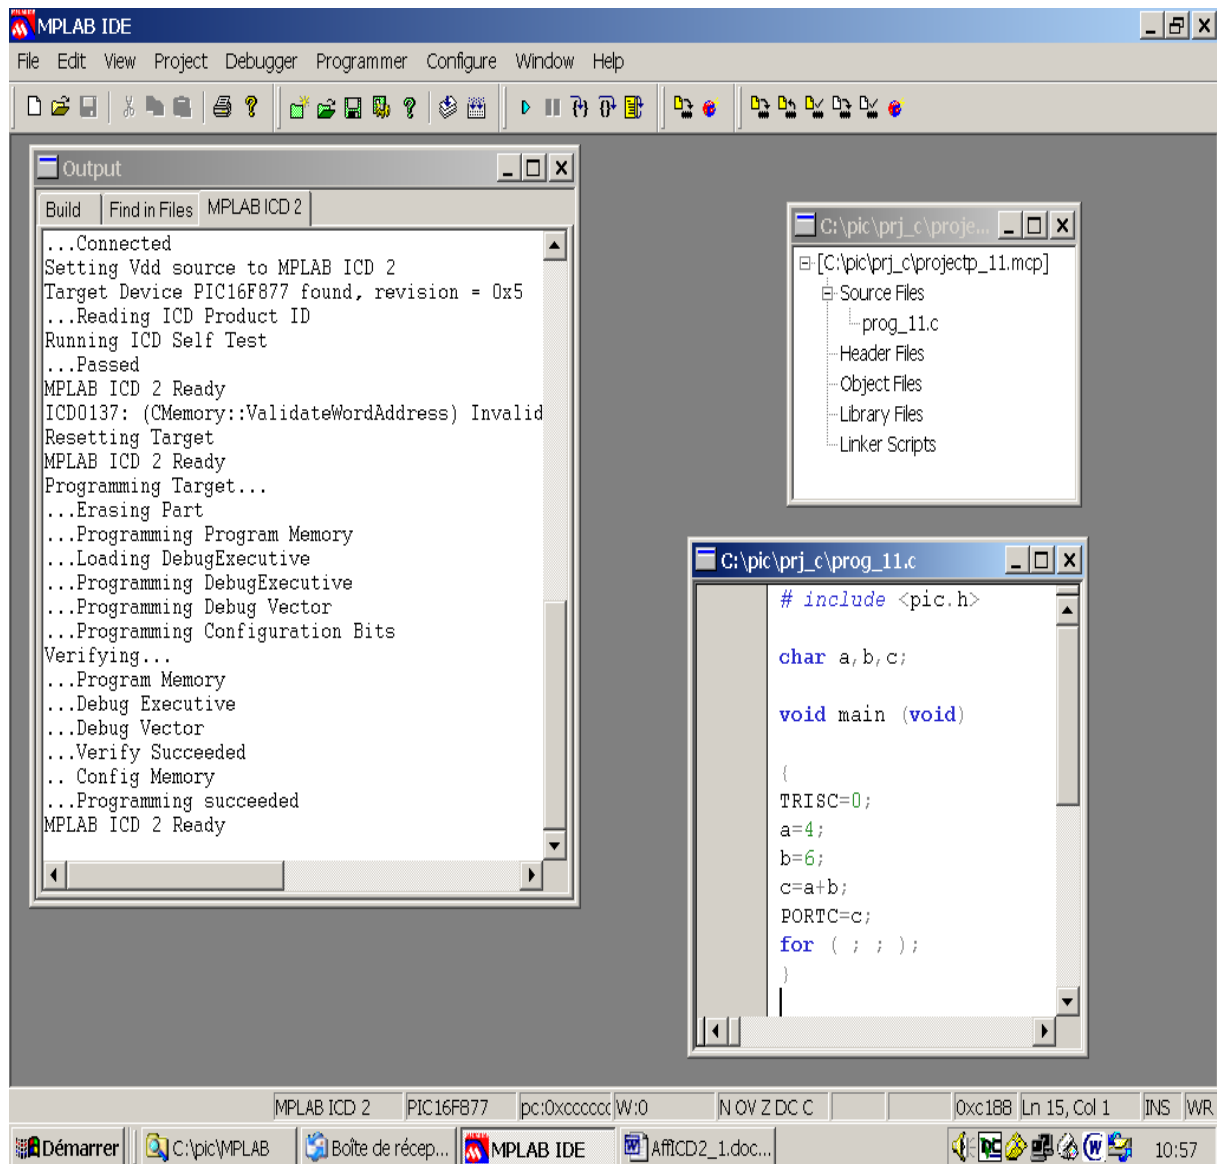 MPLAB IDE
File Edit View Project Debugger Programmer Configure Window Help
Output
Build Find in Files MPLAB ICD 2
...Connected
Setting Vdd source to MPLAB ICD 2
Target Device PIC16F877 found, revision = 0x5
...Reading ICD Product ID
Running ICD Self Test
...Passed
MPLAB ICD 2 Ready
ICD0137: (CMemory::ValidateWordAddress) Invalid
Resetting Target
MPLAB ICD 2 Ready
Programming Target...
...Erasing Part
...Programming Program Memory
...Loading DebugExecutive
...Programming DebugExecutive
...Programming Debug Vector
...Programming Configuration Bits
Verifying...
...Program Memory
...Debug Executive
...Debug Vector
...Verify Succeeded
.. Config Memory
...Programming succeeded
MPLAB ICD 2 Ready
C:\pic\prj_c\proje...
[C:\pic\prj_c\projectp_11.mcp]
Source Files
prog_11.c
Header Files
Object Files
Library Files
Linker Scripts
C:\pic\prj_c\prog_11.c
# include <pic.h>
char a,b,c;
void main (void)
{
TRISC=0;
a=4;
b=6;
c=a+b;
PORTC=c;
for ( ; ; );
}
MPLAB ICD 2 PIC16F877 pc:0xcccccc W:0 N OV Z DC C 0xc188 Ln 15, Col 1 INS WR
Démarrer C:\pic\MPLAB Boîte de récep... MPLAB IDE AffICD2_1.doc... 10:57